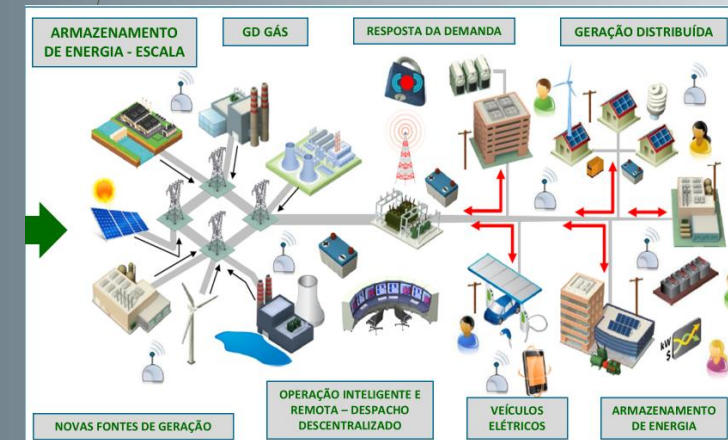 ARMAZENAMENTO
DE ENERGIA - ESCALA
GD GÁS
RESPOSTA DA DEMANDA
GERAÇÃO DISTRIBUÍDA
kW
$
NOVAS FONTES DE GERAÇÃO
OPERAÇÃO INTELIGENTE E
REMOTA – DESPACHO
DESCENTRALIZADO
VEÍCULOS
ELÉTRICOS
ARMAZENAMENTO
DE ENERGIA